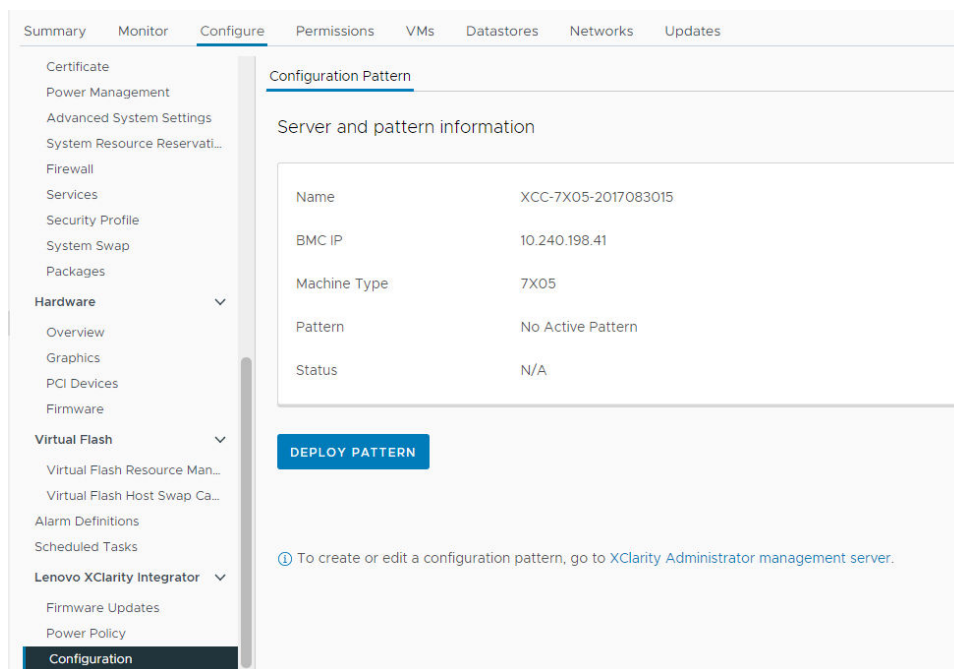 Summary Monitor Configure Permissions VMs Datastores Networks Updates
Certificate
Power Management
Advanced System Settings
System Resource Reservati...
Firewall
Services
Security Profile
System Swap
Packages
Hardware
Overview
Graphics
PCI Devices
Firmware
Virtual Flash
Virtual Flash Resource Man...
Virtual Flash Host Swap Ca...
Alarm Definitions
Scheduled Tasks
Lenovo XClarity Integrator
Firmware Updates
Power Policy
Configuration
Configuration Pattern
Server and pattern information
Name XCC-7X05-2017083015
BMC IP 10.240.198.41
Machine Type 7X05
Pattern No Active Pattern
Status N/A
DEPLOY PATTERN
To create or edit a configuration pattern, go to XClarity Administrator management server.